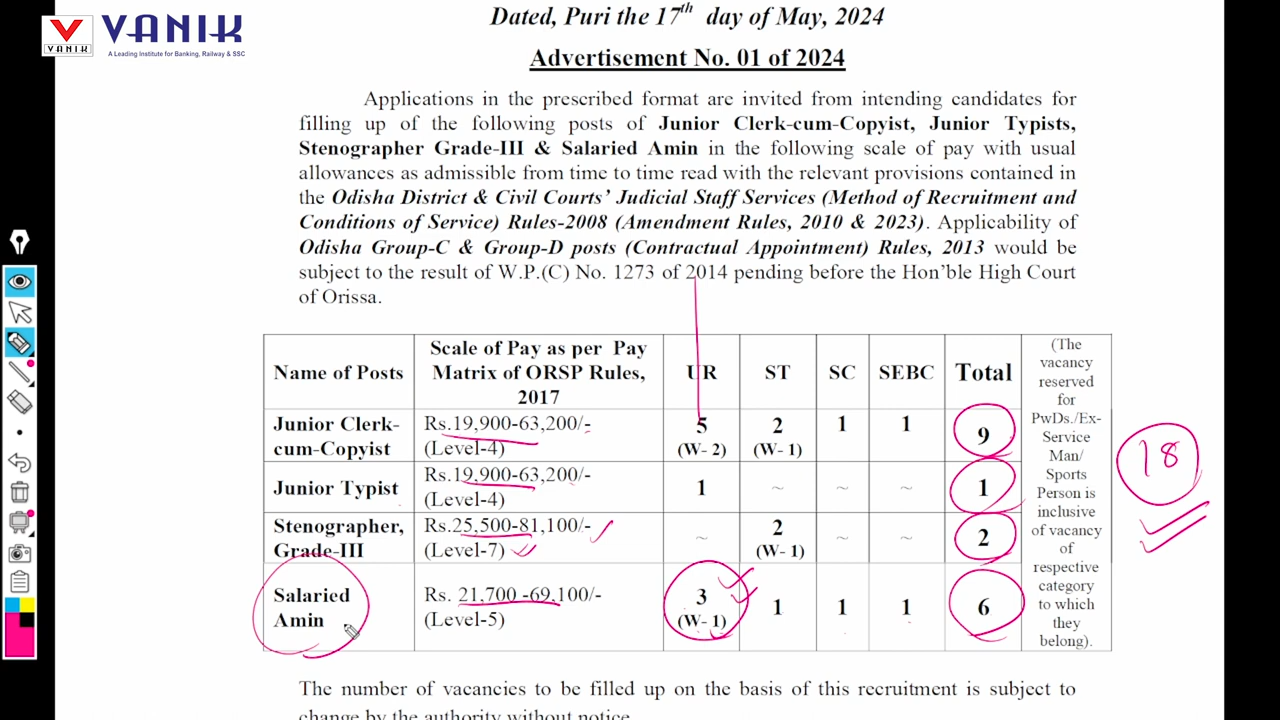 VANIK
VANIK
A Leading Institute for Banking, Railway & SSC
Dated, Puri the 17th day of May, 2024
Advertisement No. 01 of 2024
Applications in the prescribed format are invited from intending candidates for
filling up of the following posts of Junior Clerk-cum-Copyist, Junior Typists,
Stenographer Grade-III & Salaried Amin in the following scale of pay with usual
allowances as admissible from time to time read with the relevant provisions contained in
the Odisha District & Civil Courts' Judicial Staff Services (Method of Recruitment and
Conditions of Service) Rules-2008 (Amendment Rules, 2010 & 2023). Applicability of
Odisha Group-C & Group-D posts (Contractual Appointment) Rules, 2013 would be
subject to the result of W.P.(C) No. 1273 of 2014 pending before the Hon'ble High Court
of Orissa.
Name of Posts
Scale of Pay as per Pay
Matrix of ORSP Rules,
2017
UR
ST
SC
SEBC
Total
(The
vacancy
reserved
for
PwDs./Ex-
Service
Man/
Sports
Person is
inclusive
of vacancy
of
respective
category
to which
they
belong).
Junior Clerk-
cum-Copyist
Rs.19,900-63,200/-
(Level-4)
5
(W- 2)
2
(W- 1)
1
1
9
Junior Typist
Rs.19,900-63,200/-
(Level-4)
1
~
~
~
1
Stenographer,
Grade-III
Rs.25,500-81,100/-
(Level-7)
~
2
(W- 1)
~
~
2
Salaried
Amin
Rs. 21,700 -69,100/-
(Level-5)
3
(W- 1)
1
1
1
6
18
The number of vacancies to be filled up on the basis of this recruitment is subject to
change by the authority without notice